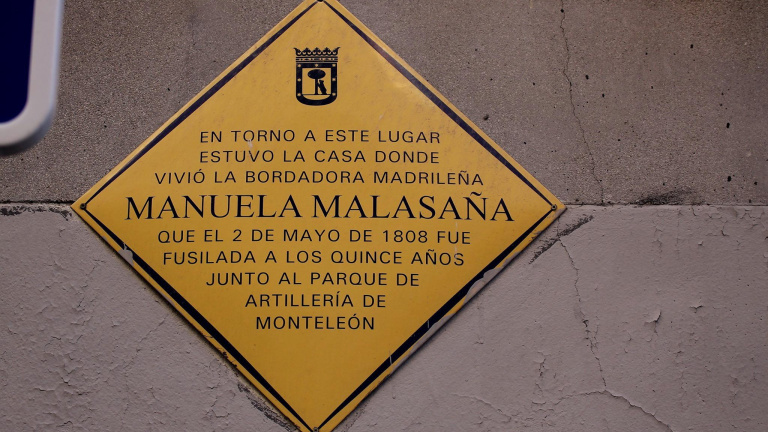 EN TORNO A ESTE LUGAR
ESTUVO LA CASA DONDE
VIVIÓ LA BORDADORA MADRILEÑA
MANUELA MALASAÑA
QUE EL 2 DE MAYO DE 1808 FUE
FUSILADA A LOS QUINCE AÑOS
JUNTO AL PARQUE DE
ARTILLERÍA DE
MONTELEÓN